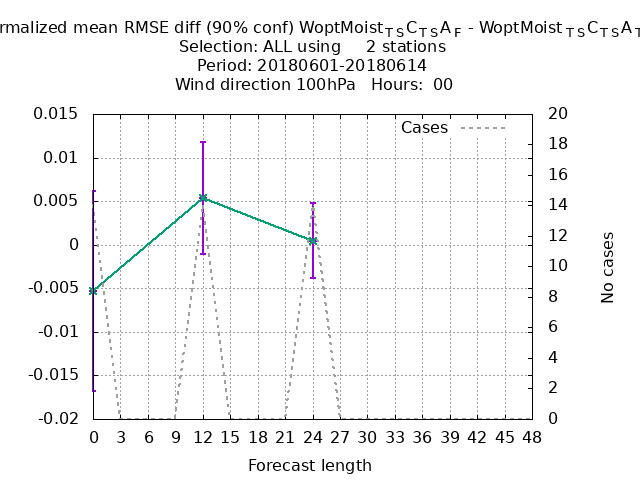 rmalized mean RMSE diff (90% conf) WoptMoistTSCTSAF - WoptMoistTSCTSAT
Selection: ALL using 2 stations
Period: 20180601-20180614
Wind direction 100hPa Hours: 00
Cases
0.015
0.01
0.005
0
-0.005
-0.01
-0.015
-0.02
20
18
16
14
12
10
8
6
4
2
0
No cases
0 3 6 9 12 15 18 21 24 27 30 33 36 39 42 45 48
Forecast length